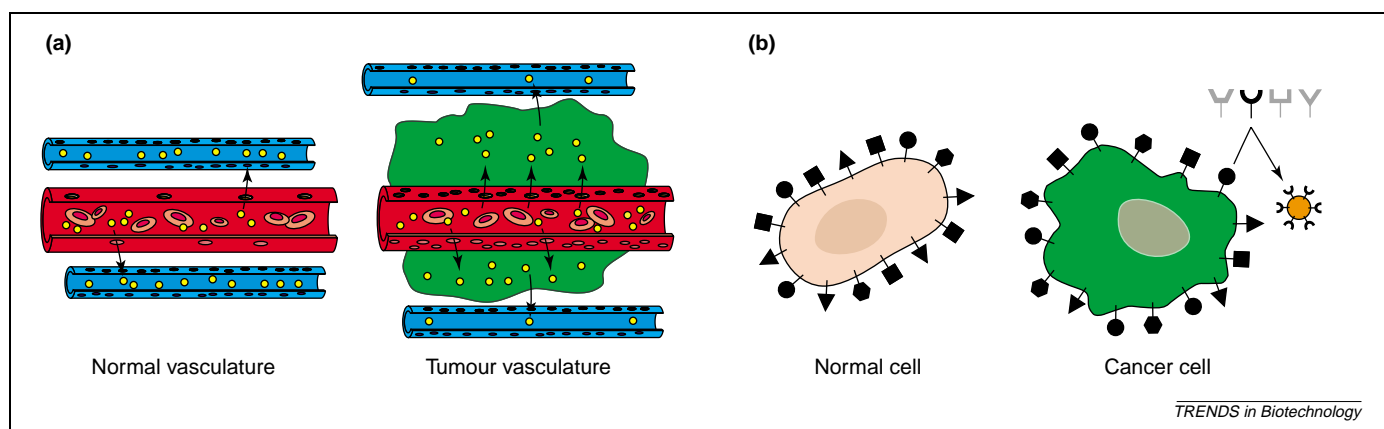 (a)
(b)
Normal vasculature
Tumour vasculature
Normal cell
Cancer cell
TRENDS in Biotechnology